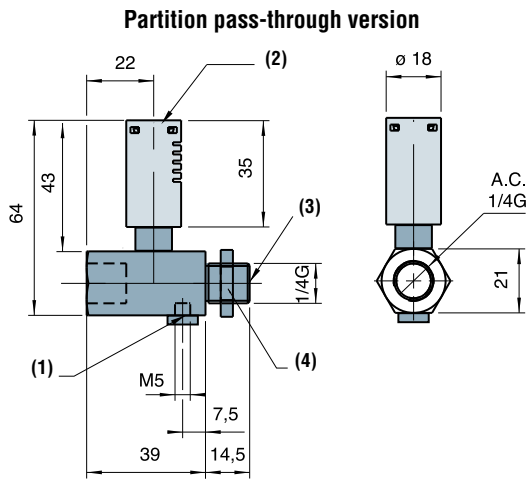 Partition pass-through version
22
(2)
ø 18
64
43
35
(3)
A.C.
1/4G
1/4G
21
(1)
(4)
M5
7,5
39
14,5